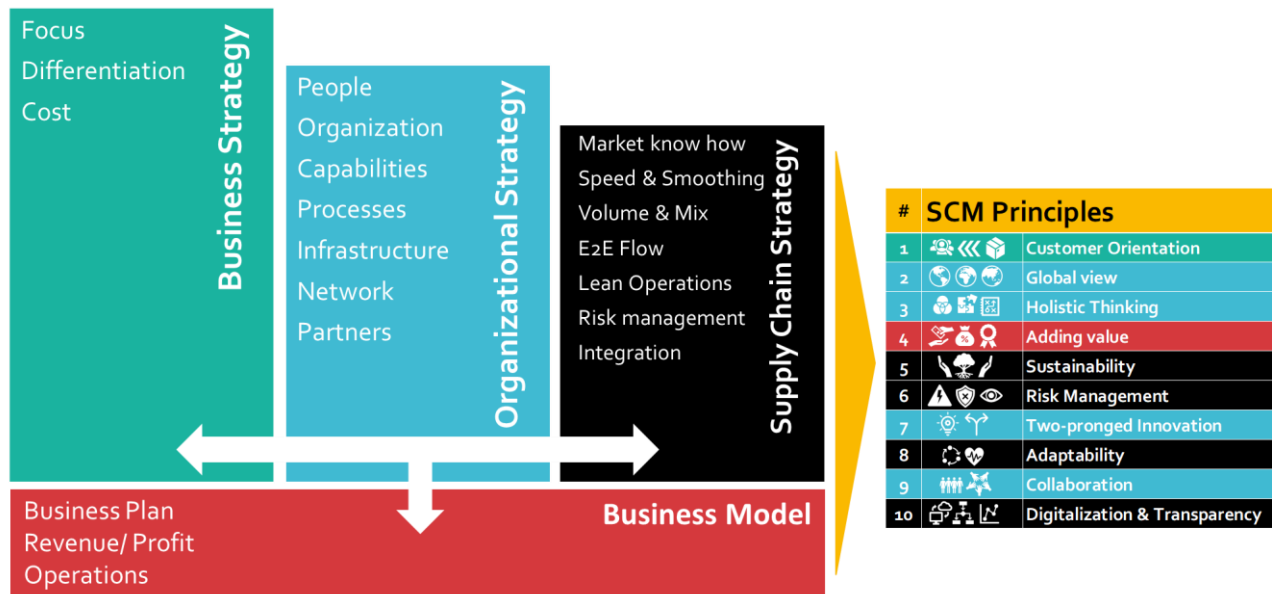 Focus
Differentiation
Cost
Business Strategy
People
Organization
Capabilities
Processes
Infrastructure
Network
Partners
Organizational Strategy
Market know how
Speed & Smoothing
Volume & Mix
E2E Flow
Lean Operations
Risk management
Integration
Supply Chain Strategy
Business Plan
Revenue/ Profit
Operations
Business Model
# SCM Principles
1 Customer Orientation
2 Global view
3 Holistic Thinking
4 Adding value
5 Sustainability
6 Risk Management
7 Two-pronged Innovation
8 Adaptability
9 Collaboration
10 Digitalization & Transparency